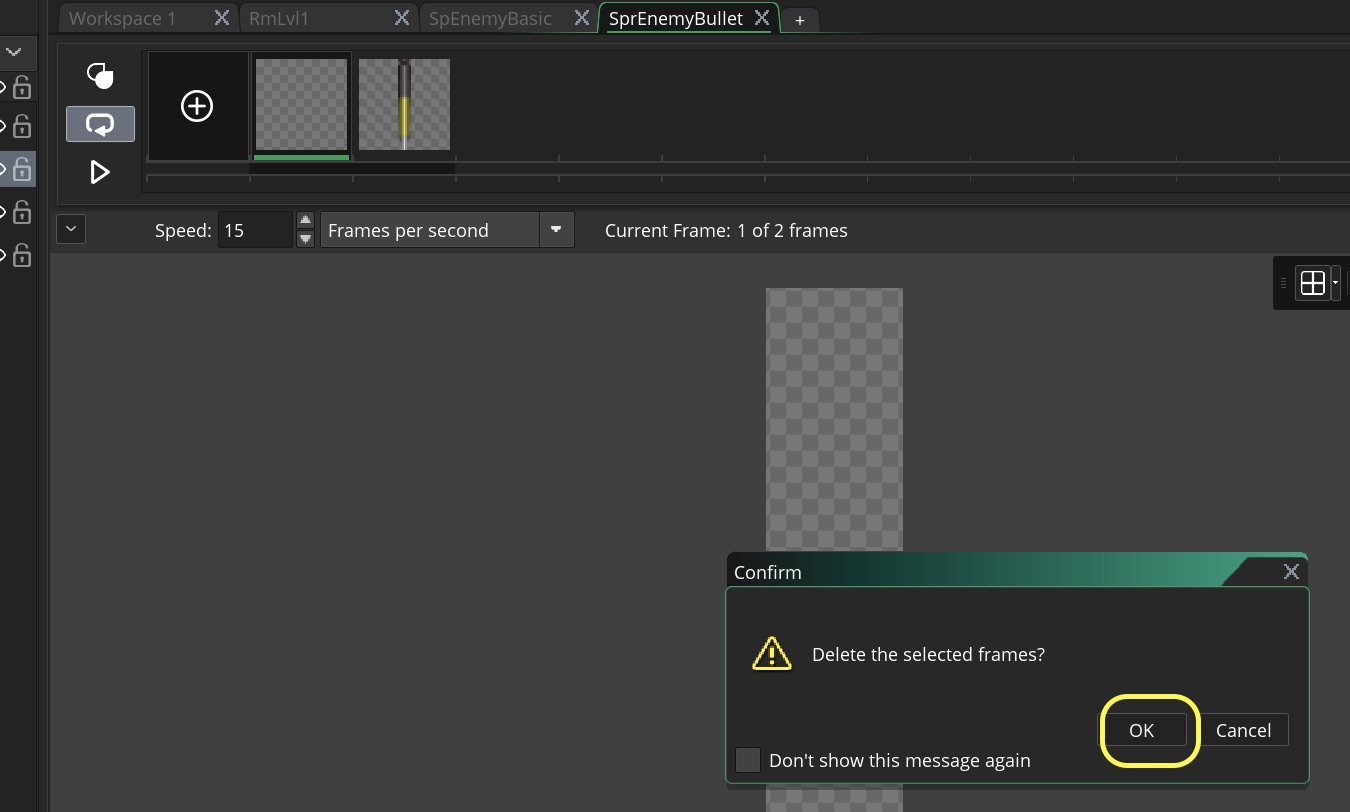 Workspace 1
RmLvl1
SpEnemyBasic
SprEnemyBullet
+
Speed: 15
Frames per second
Current Frame: 1 of 2 frames
Confirm
Delete the selected frames?
OK
Cancel
Don't show this message again